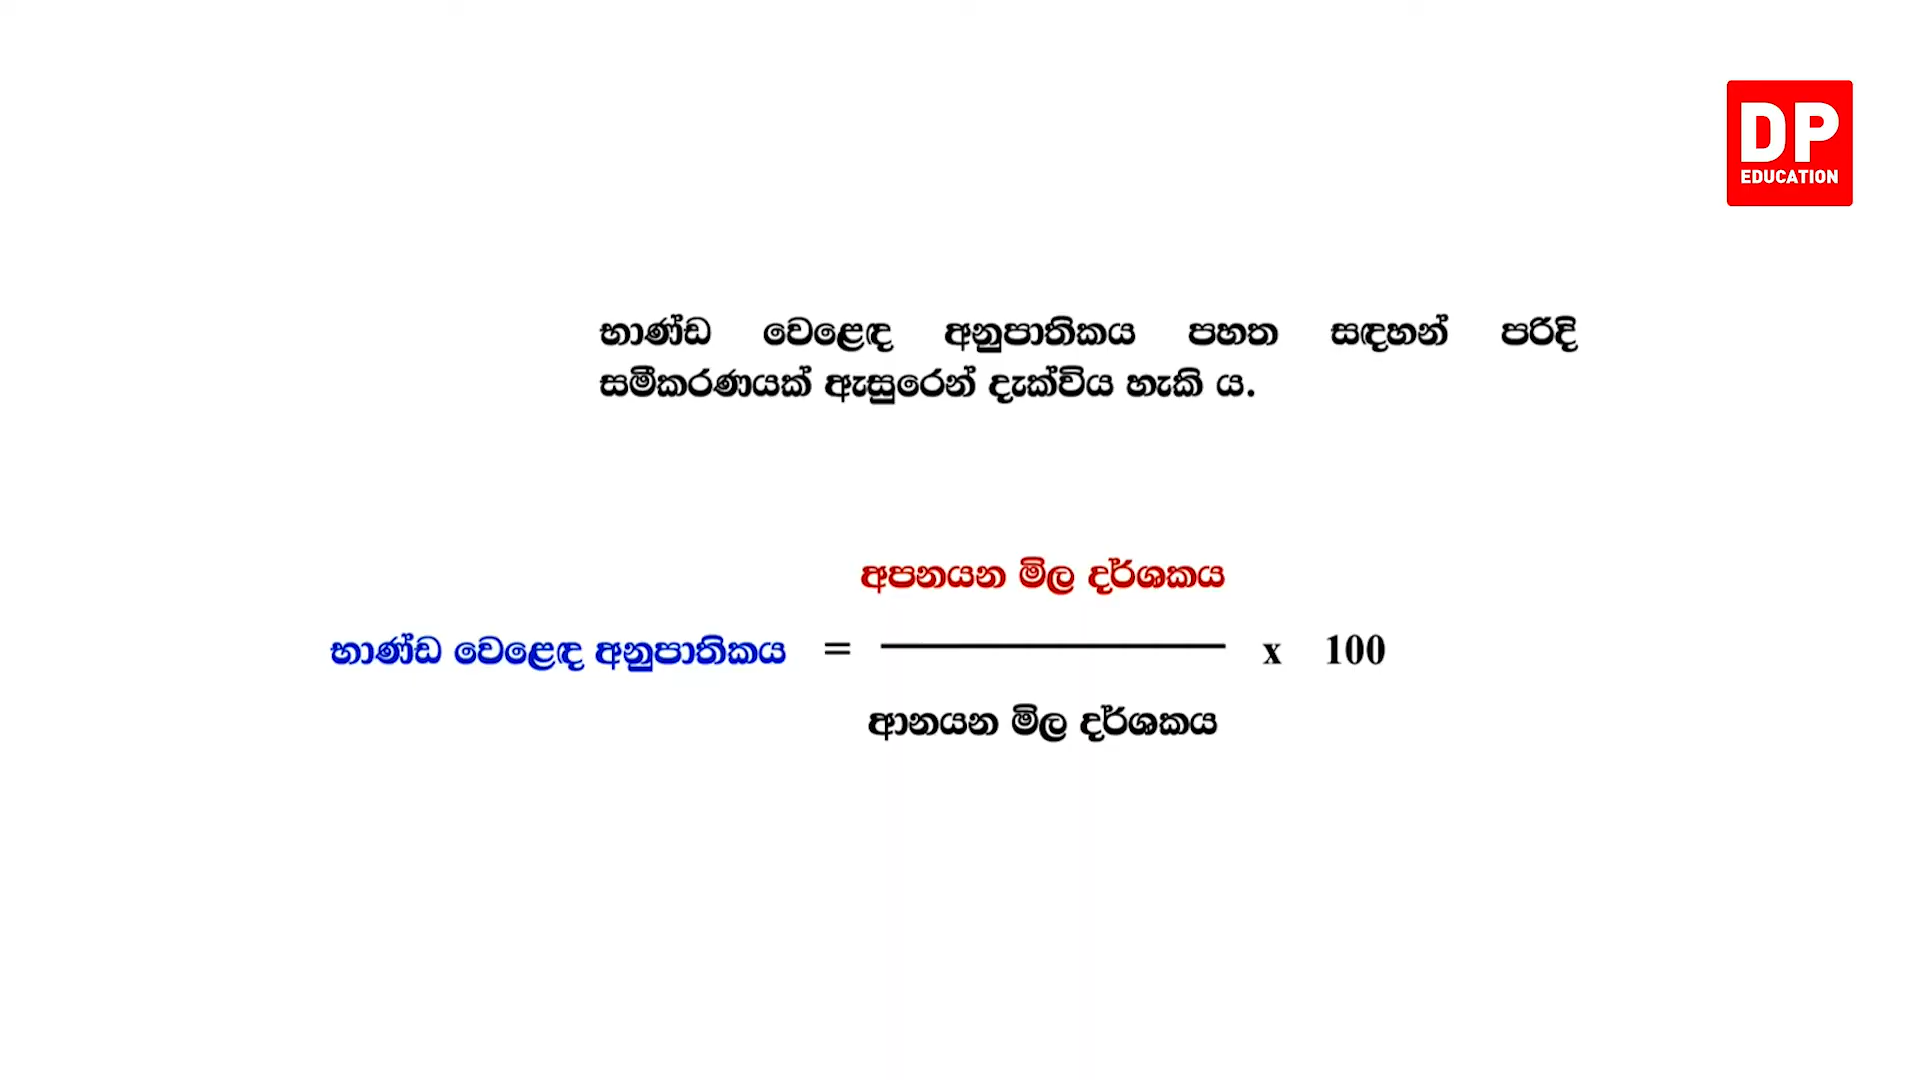 DP
EDUCATION
භාණ්ඩ වෙළෙඳ අනුපාතිකය පහත සඳහන් පරිදි
සමීකරණයක් ඇසුරෙන් දැක්විය හැකි ය.
අපනයන මිල දර්ශකය
භාණ්ඩ වෙළෙඳ අනුපාතිකය = x 100
ආනයන මිල දර්ශකය